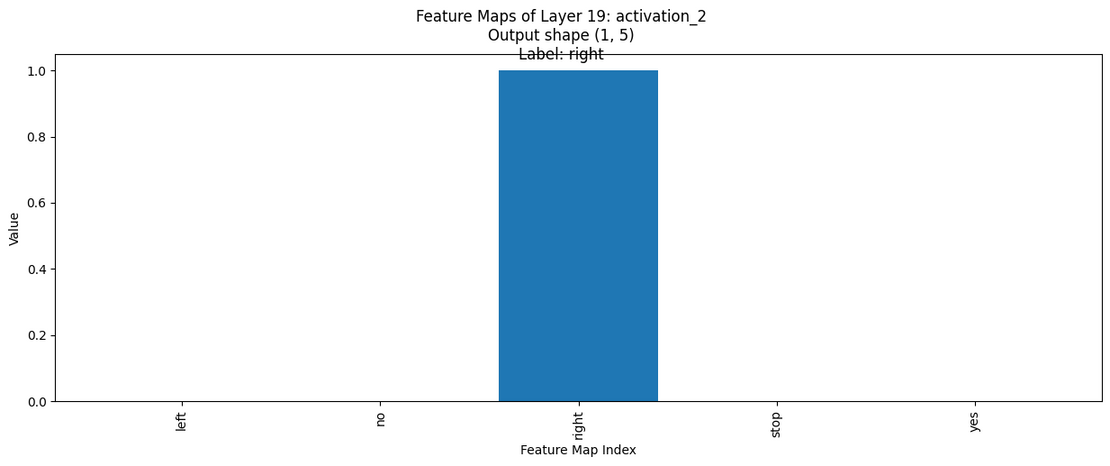 Feature Maps of Layer 19: activation_2
Output shape (1, 5)
Label: right
1.0
0.8
0.6
0.4
0.2
0.0
Value
left
no
right
stop
yes
Feature Map Index